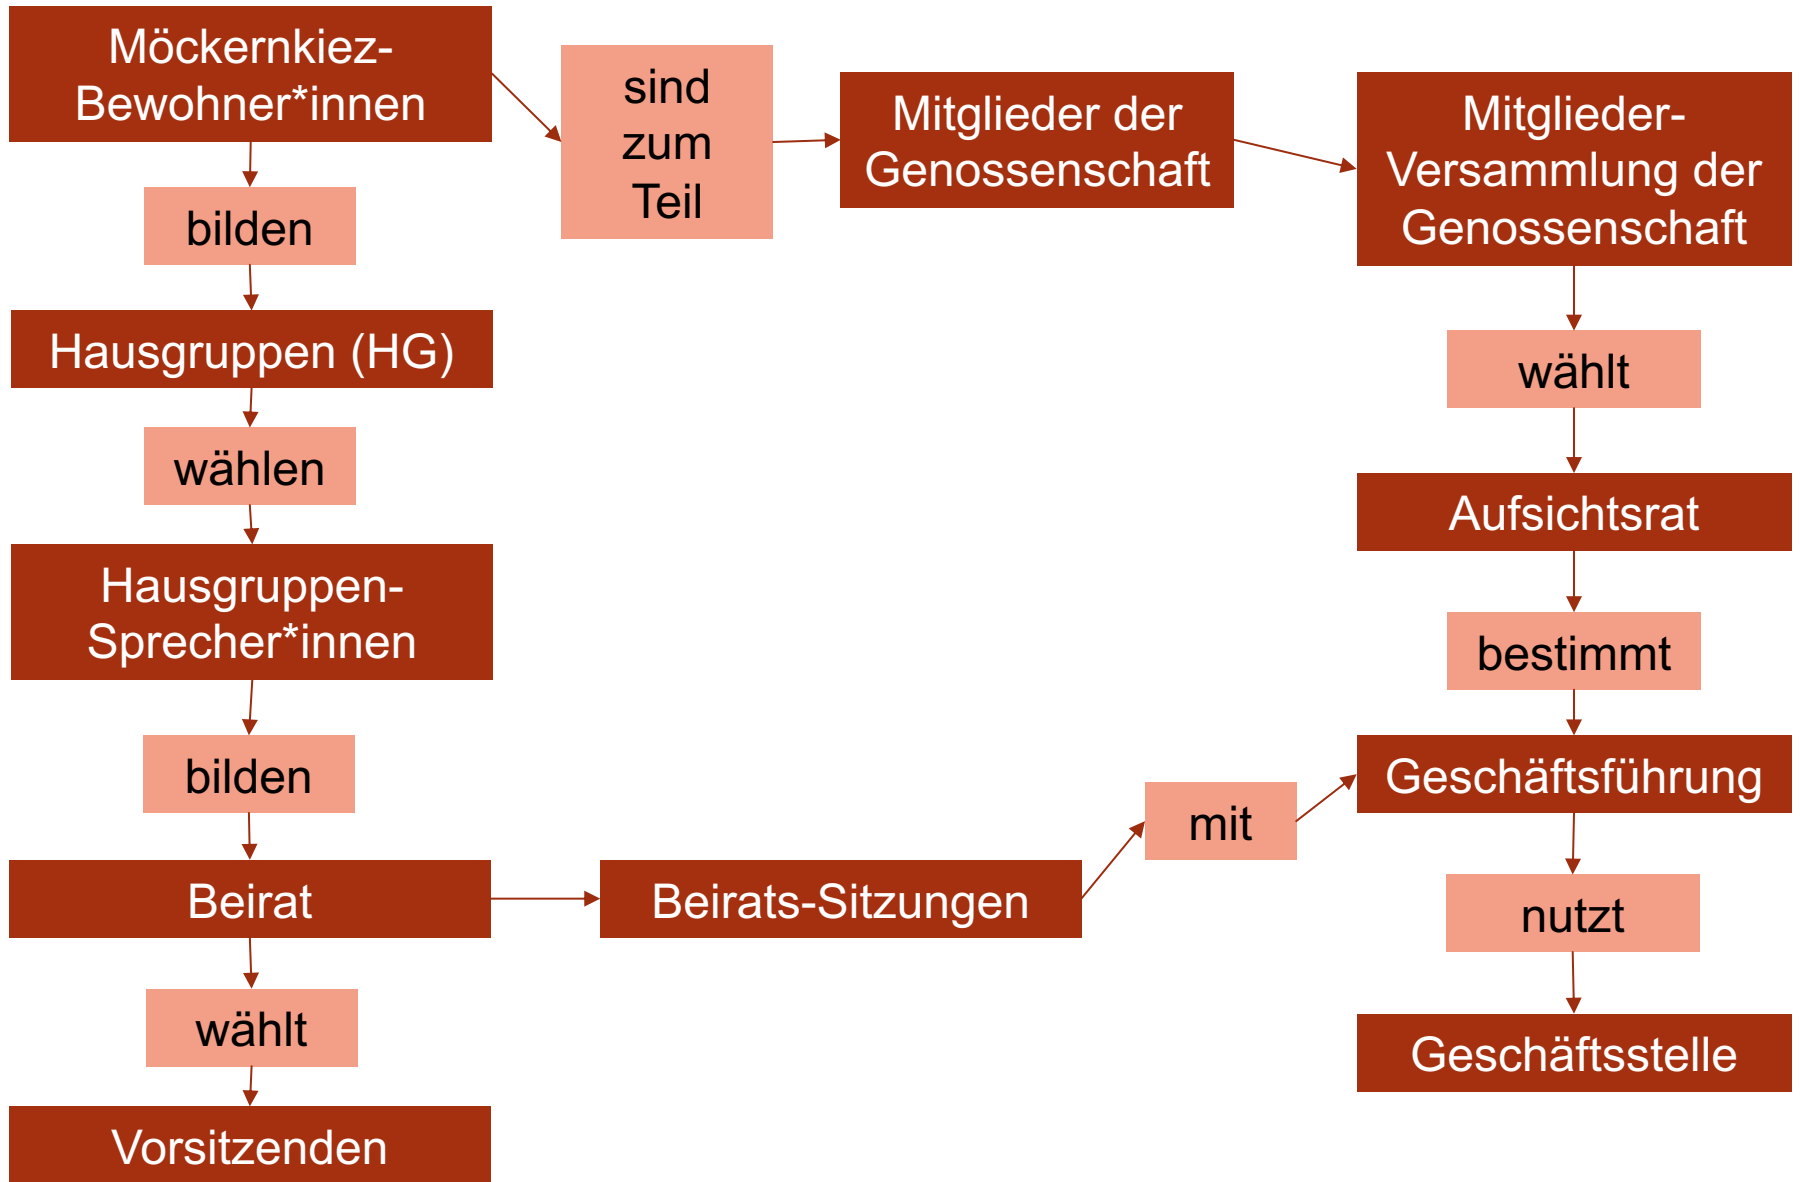 Möckernkiez-
Bewohner*innen
sind
zum
Teil
Mitglieder der
Genossenschaft
Mitglieder-
Versammlung der
Genossenschaft
bilden
Hausgruppen (HG)
wählen
Hausgruppen-
Sprecher*innen
bilden
Beirat
wählt
Vorsitzenden
Beirats-Sitzungen
mit
wählt
Aufsichtsrat
bestimmt
Geschäftsführung
nutzt
Geschäftsstelle